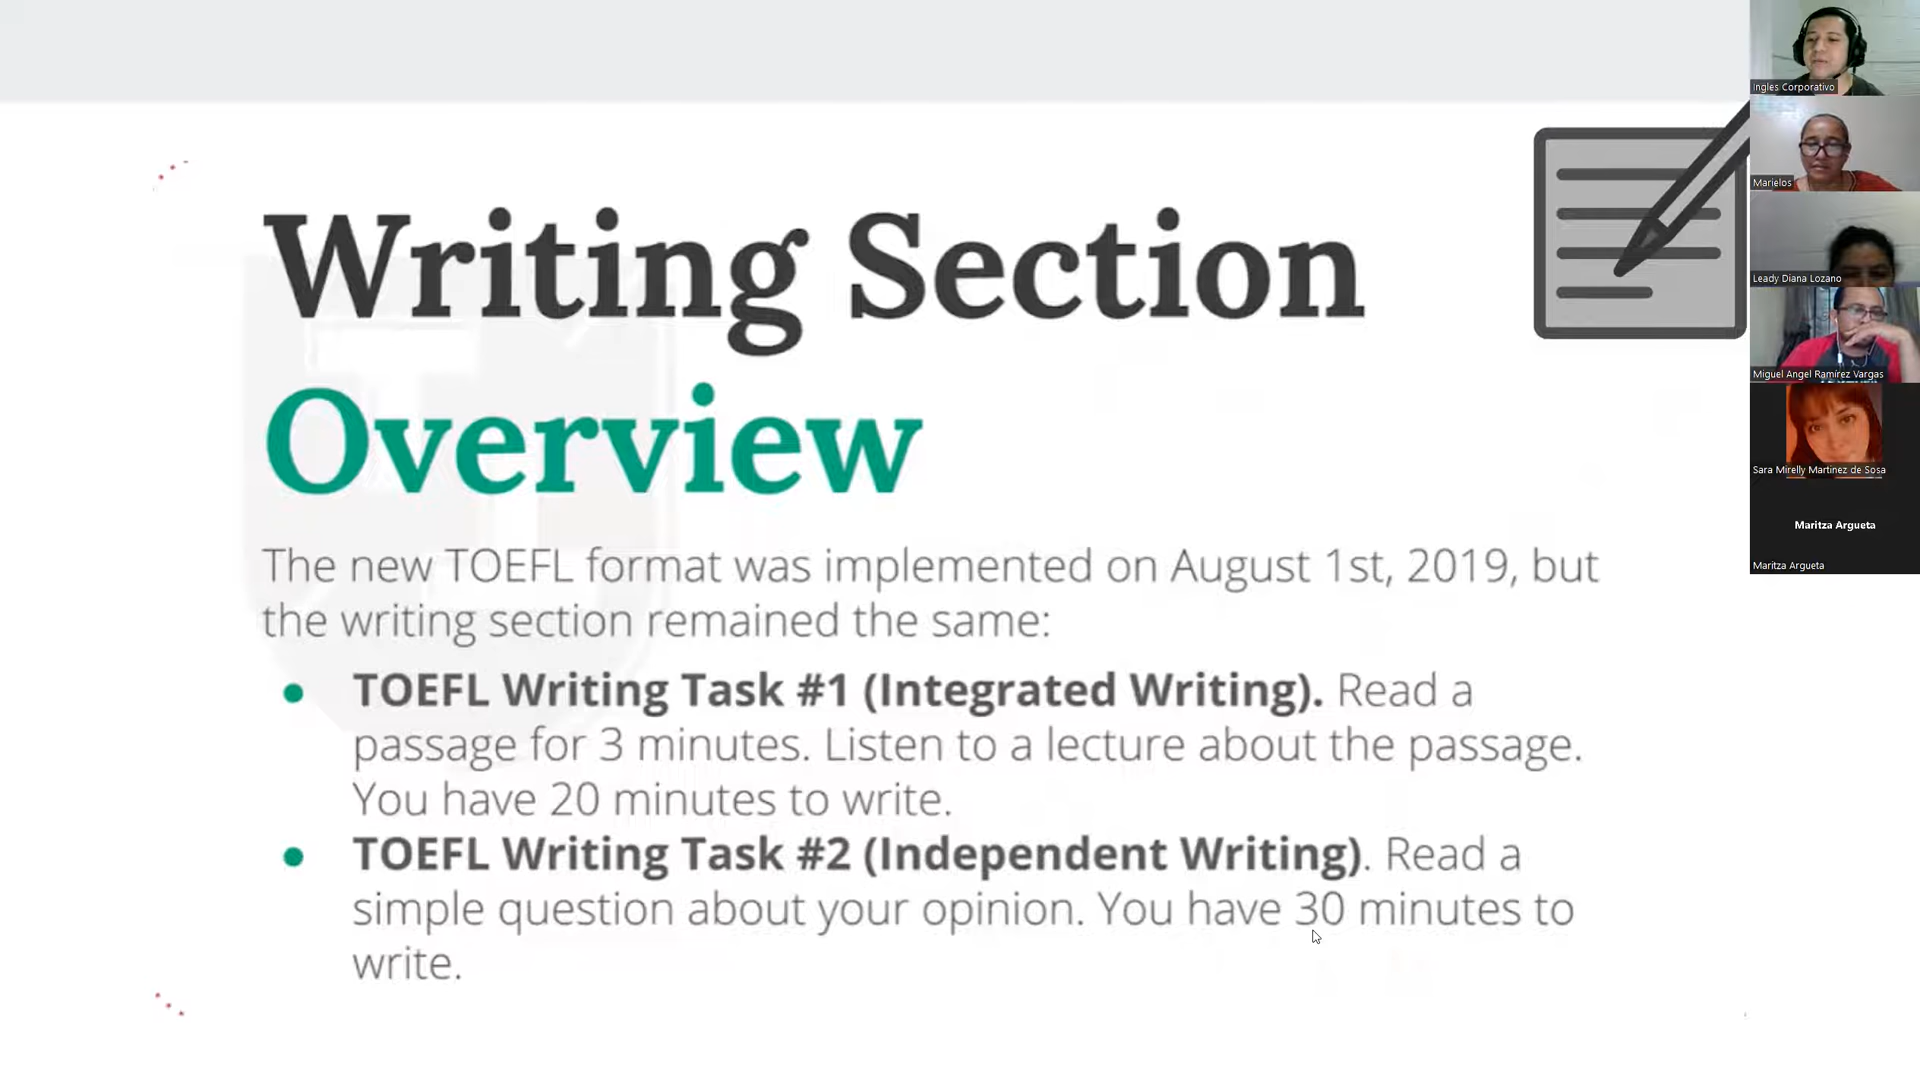 Writing Section
Overview
The new TOEFL format was implemented on August 1st, 2019, but
the writing section remained the same:
● TOEFL Writing Task #1 (Integrated Writing). Read a
passage for 3 minutes. Listen to a lecture about the passage.
You have 20 minutes to write.
● TOEFL Writing Task #2 (Independent Writing). Read a
simple question about your opinion. You have 30 minutes to
write.
Ingles Corporativo
Marielos
Leady Diana Lozano
Miguel Angel Ramírez Vargas
Sara Mirelly Martinez de Sosa
Maritza Argueta
Maritza Argueta